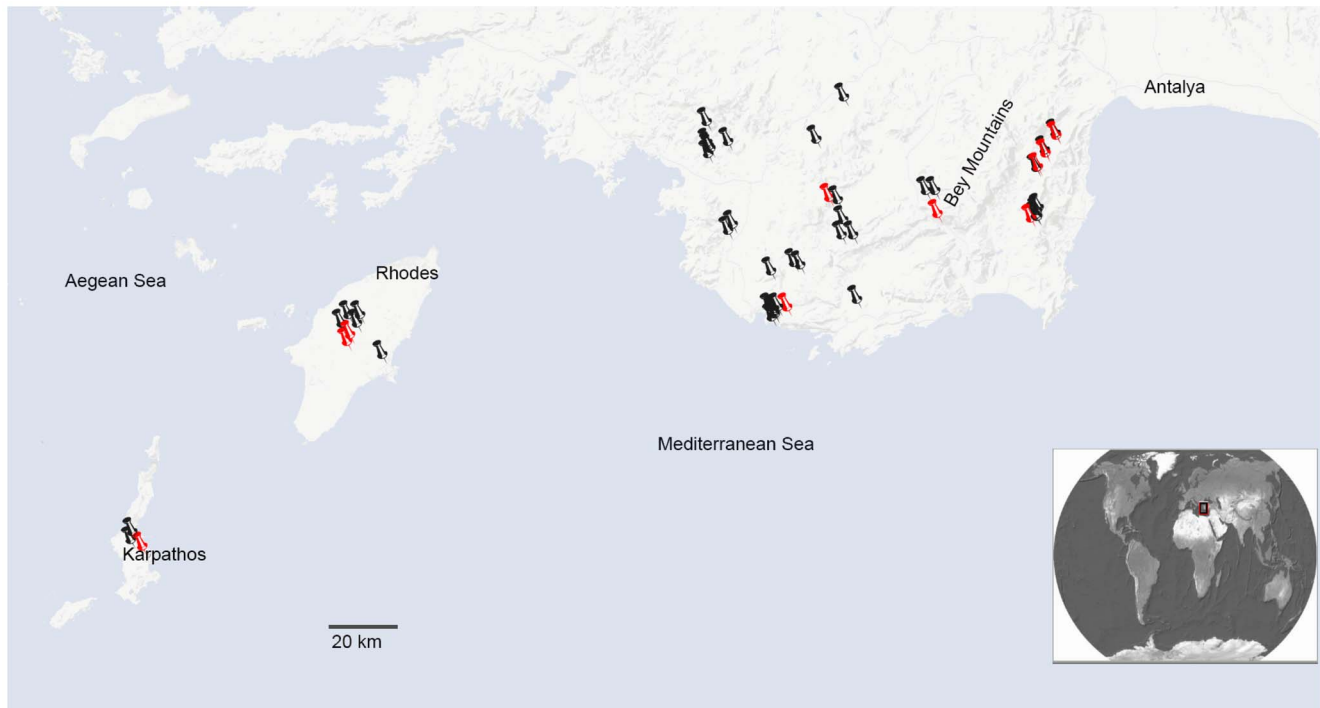 Antalya
Bey Mountains
Aegean Sea
Rhodes
Mediterranean Sea
Karpathos
20 km